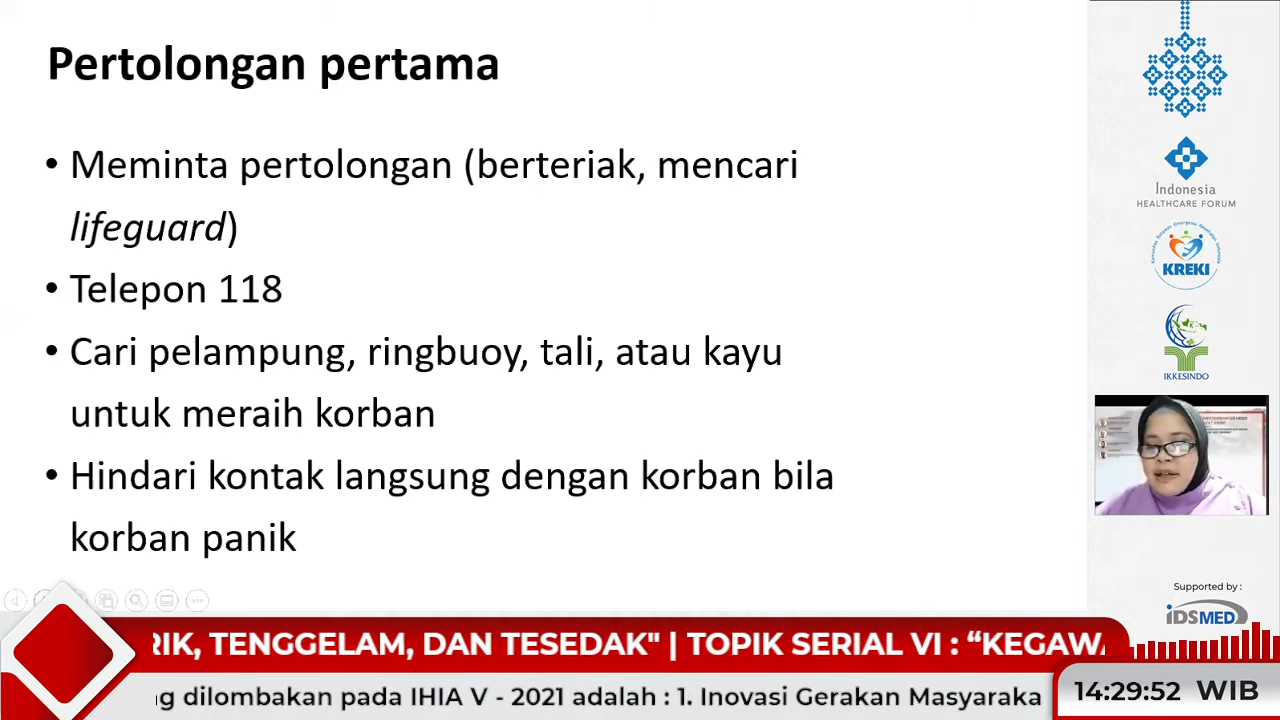 Pertolongan pertama
• Meminta pertolongan (berteriak, mencari
lifeguard)
• Telepon 118
• Cari pelampung, ringbuoy, tali, atau kayu
untuk meraih korban
• Hindari kontak langsung dengan korban bila
korban panik
Indonesia
HEALTHCARE FORUM
KREKI
IKKESINDO
Supported by :
iDSMED
RIK, TENGGELAM, DAN TESEDAK" | TOPIK SERIAL VI : “KEGAWA
ng dilombakan pada IHIA V - 2021 adalah : 1. Inovasi Gerakan Masyaraka
14:29:52 WIB